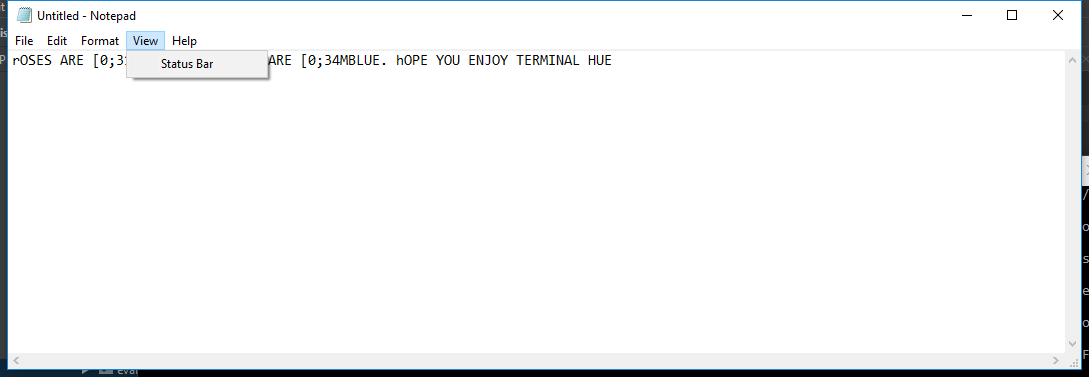 Untitled - Notepad
File Edit Format View Help
rOSES ARE [0;3
Status Bar
ARE [0;34MBLUE. hOPE YOU ENJOY TERMINAL HUE
eval